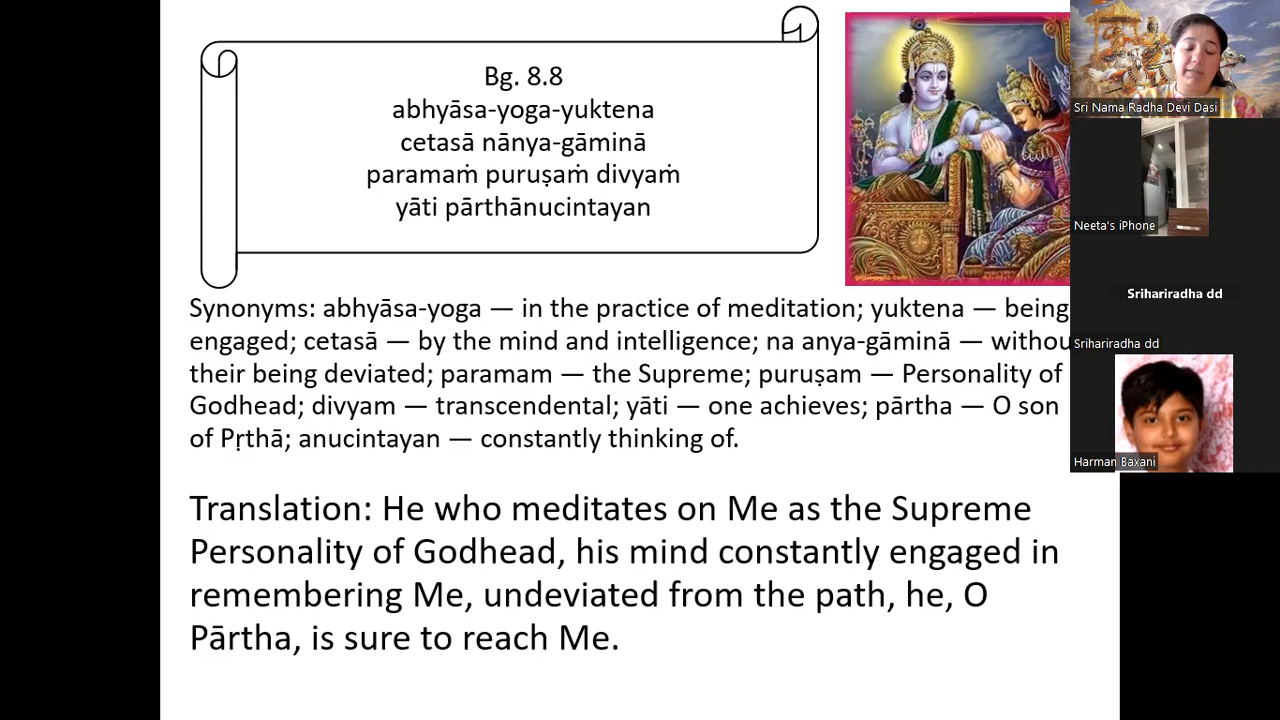 Bg. 8.8
abhyāsa-yoga-yuktena
cetasā nānya-gāminā
paramaṁ puruṣaṁ divyaṁ
yāti pārthānucintayan
Synonyms: abhyāsa-yoga — in the practice of meditation; yuktena — being
engaged; cetasā — by the mind and intelligence; na anya-gāminā — withou
their being deviated; paramam — the Supreme; puruṣam — Personality of
Godhead; divyam — transcendental; yāti — one achieves; pārtha — O son
of Pṛthā; anucintayan — constantly thinking of.
Translation: He who meditates on Me as the Supreme
Personality of Godhead, his mind constantly engaged in
remembering Me, undeviated from the path, he, O
Pārtha, is sure to reach Me.
Sri Nama Radha Devi Dasi
Neeta's iPhone
Srihariradha dd
Srihariradha dd
Harman Baxani